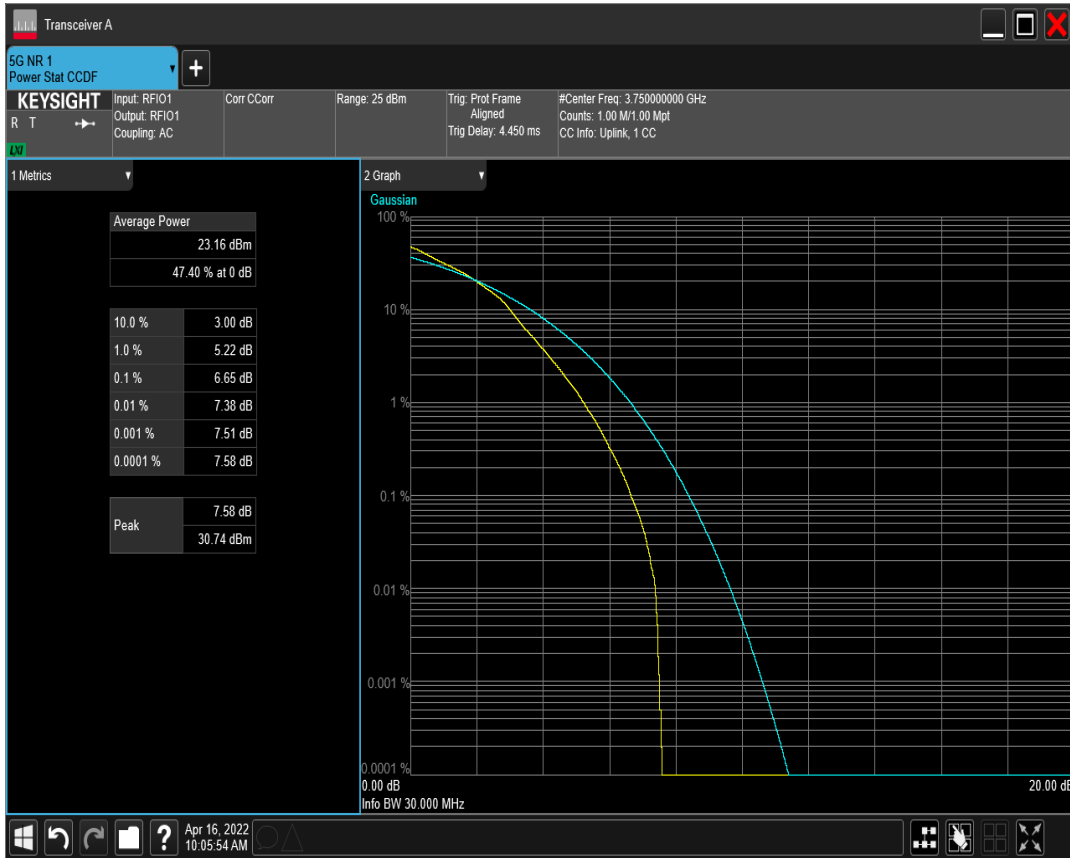 Transceiver A
5G NR 1
Power Stat CCDF
KEYSIGHT
R T
LXI
Input: RFIO1
Output: RFIO1
Coupling: AC
Corr CCorr
Range: 25 dBm
Trig: Prot Frame
Aligned
Trig Delay: 4.450 ms
#Center Freq: 3.750000000 GHz
Counts: 1.00 M/1.00 Mpt
CC Info: Uplink, 1 CC
1 Metrics
Average Power
23.16 dBm
47.40 % at 0 dB
10.0 % 3.00 dB
1.0 % 5.22 dB
0.1 % 6.65 dB
0.01 % 7.38 dB
0.001 % 7.51 dB
0.0001 % 7.58 dB
Peak 7.58 dB
30.74 dBm
2 Graph
Gaussian
100 %
10 %
1 %
0.1 %
0.01 %
0.001 %
0.0001 %
0.00 dB 20.00 dB
Info BW 30.000 MHz
? Apr 16, 2022
10:05:54 AM